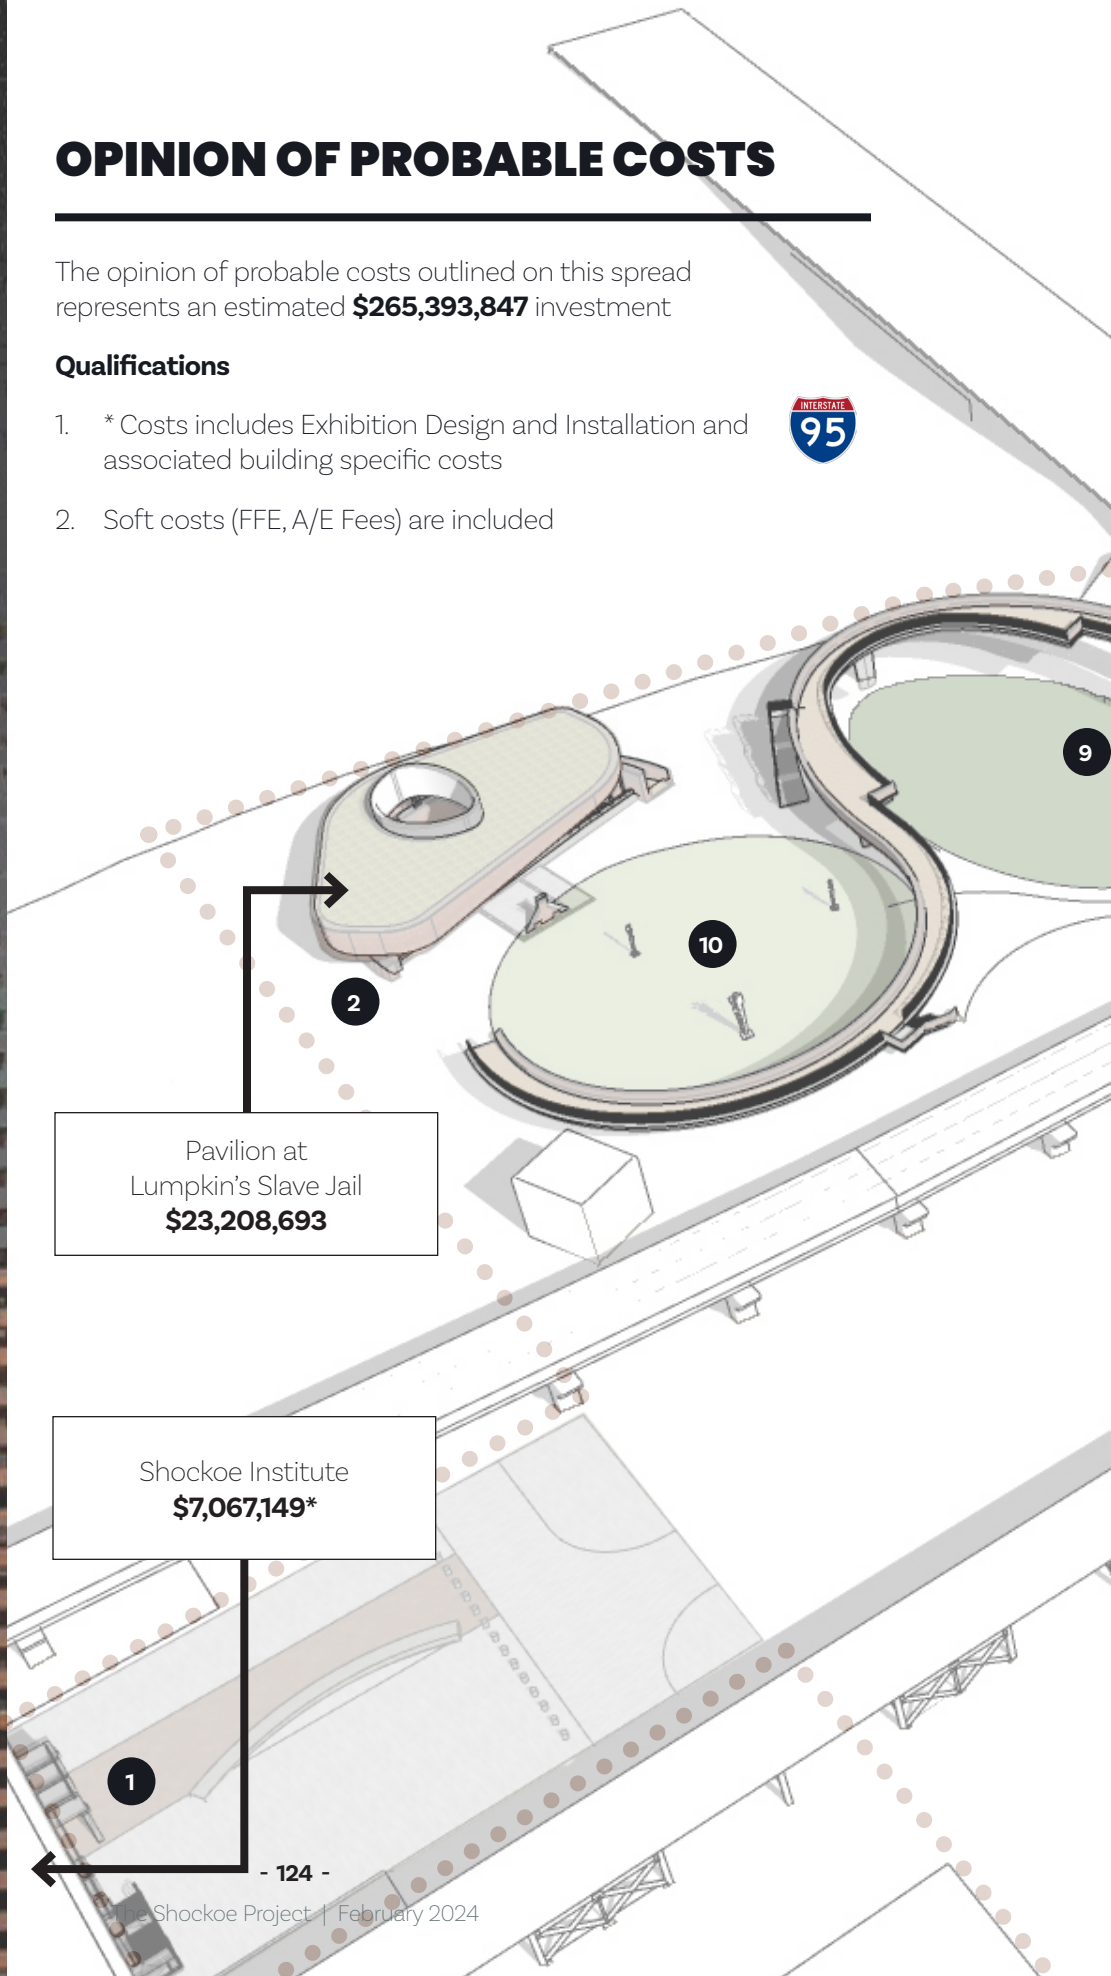 OPINION OF PROBABLE COSTS
The opinion of probable costs outlined on this spread
represents an estimated $265,393,847 investment
Qualifications
1. * Costs includes Exhibition Design and Installation and
associated building specific costs
INTERSTATE
95
2. Soft costs (FFE, A/E Fees) are included
9
10
2
Pavilion at
Lumpkin's Slave Jail
$23,208,693
Shockoe Institute
$7,067,149*
1
- 124 -
The Shockoe Project | February 2024